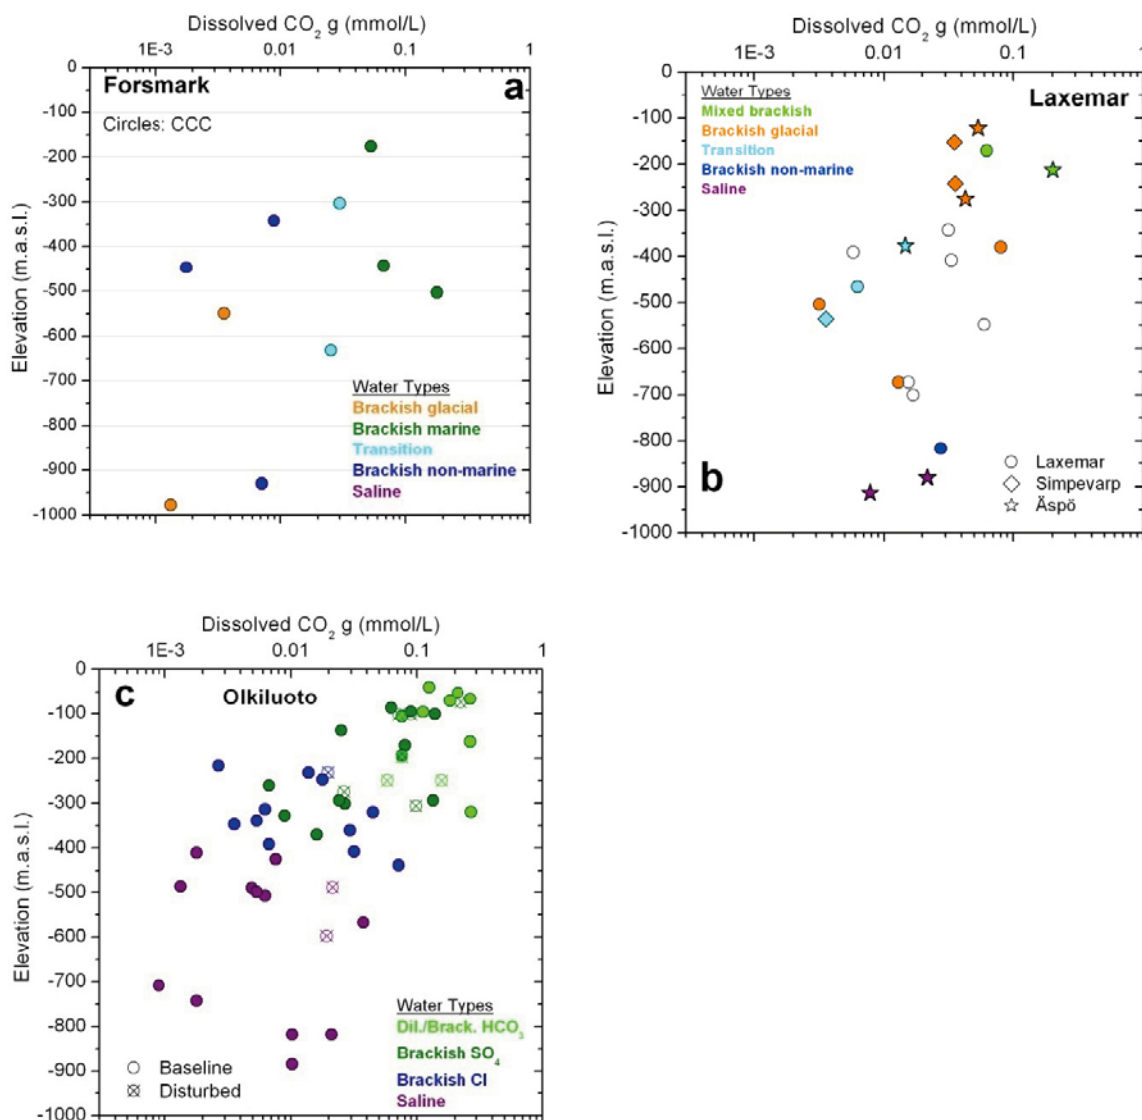 Dissolved CO2 g (mmol/L)
1E-3 0.01 0.1 1
0
-100
-200
-300
-400
-500
-600
-700
-800
-900
-1000
Elevation (m.a.s.l.)
Forsmark
a
Circles: CCC
Water Types
Brackish glacial
Brackish marine
Transition
Brackish non-marine
Saline
Dissolved CO2 g (mmol/L)
1E-3 0.01 0.1 1
0
-100
-200
-300
-400
-500
-600
-700
-800
-900
-1000
Elevation (m.a.s.l.)
Water Types
Mixed brackish
Brackish glacial
Transition
Brackish non-marine
Saline
Laxemar
b
Laxemar
Simpevarp
Äspö
Dissolved CO2 g (mmol/L)
1E-3 0.01 0.1 1
0
-100
-200
-300
-400
-500
-600
-700
-800
-900
-1000
Elevation (m.a.s.l.)
c
Olkiluoto
Water Types
Dil./Brack. HCO3
Brackish SO4
Brackish Cl
Saline
Baseline
Disturbed